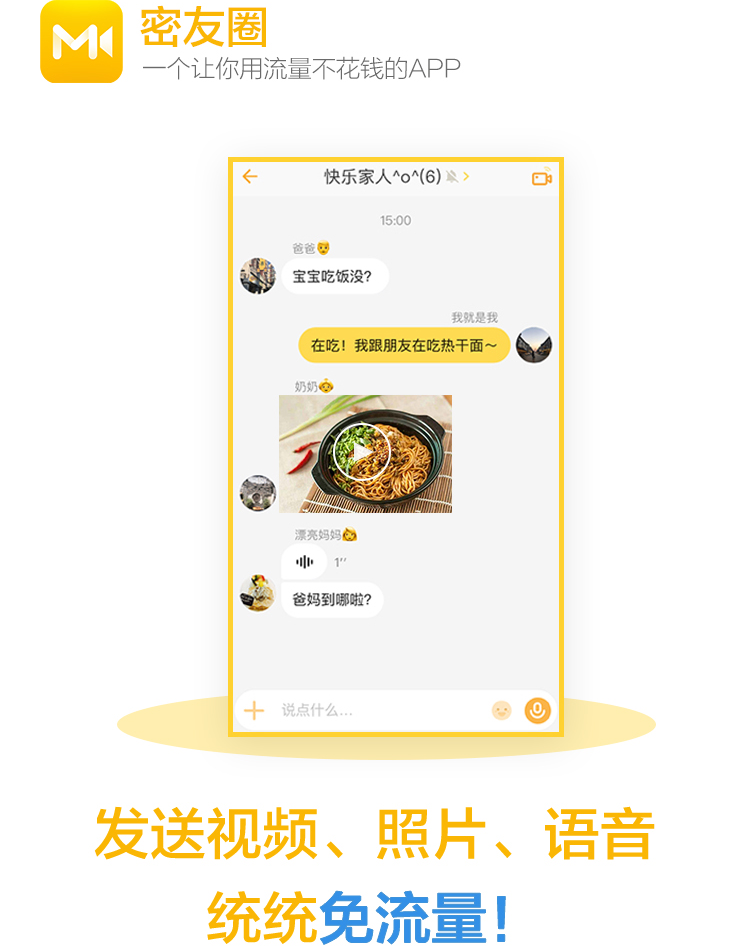 密友圈
一个让你用流量不花钱的APP
快乐家人^o^(6)
15:00
爸爸
宝宝吃饭没?
我就是我
在吃！我跟朋友在吃热干面～
奶奶
漂亮妈妈
1''
爸妈到哪啦?
说点什么...
发送视频、照片、语音
统统免流量！